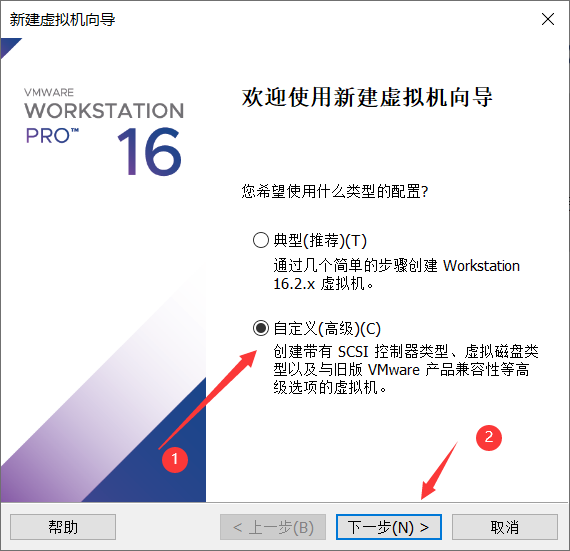 新建虚拟机向导
VMWARE
WORKSTATION
PRO™ 16
欢迎使用新建虚拟机向导
您希望使用什么类型的配置?
典型(推荐)(T)
通过几个简单的步骤创建 Workstation
16.2.x 虚拟机。
自定义(高级)(C)
创建带有 SCSI 控制器类型、虚拟磁盘类
型以及与旧版 VMware 产品兼容性等高
级选项的虚拟机。
1
2
帮助
< 上一步(B)
下一步(N) >
取消